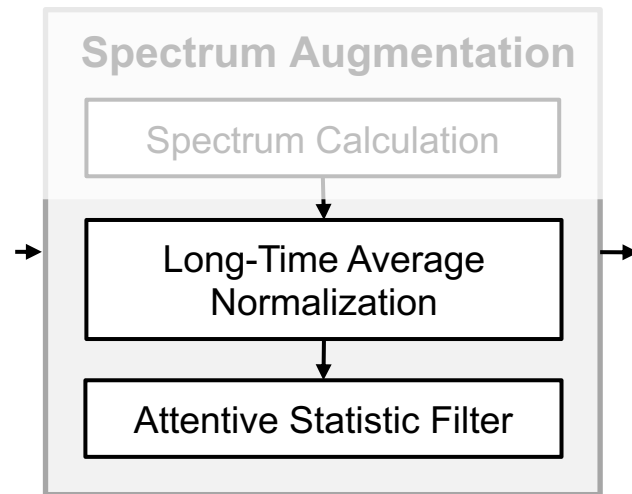 Spectrum Augmentation
Spectrum Calculation
Long-Time Average
Normalization
Attentive Statistic Filter